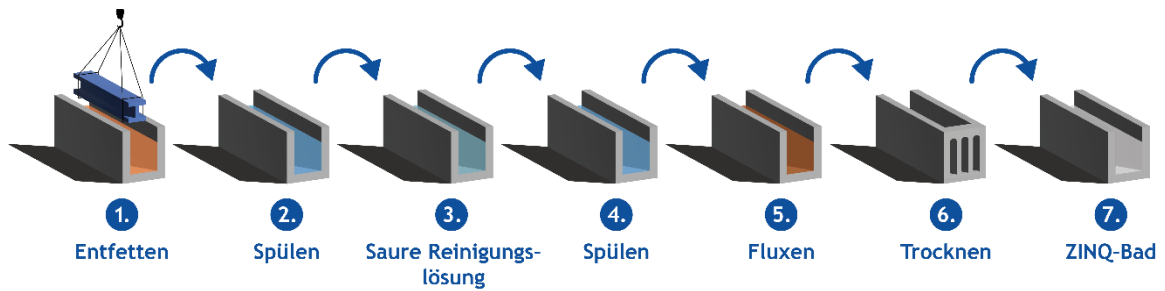 1.
Entfetten
2.
Spülen
3.
Saure Reinigungs-
lösung
4.
Spülen
5.
Fluxen
6.
Trocknen
7.
ZINQ-Bad